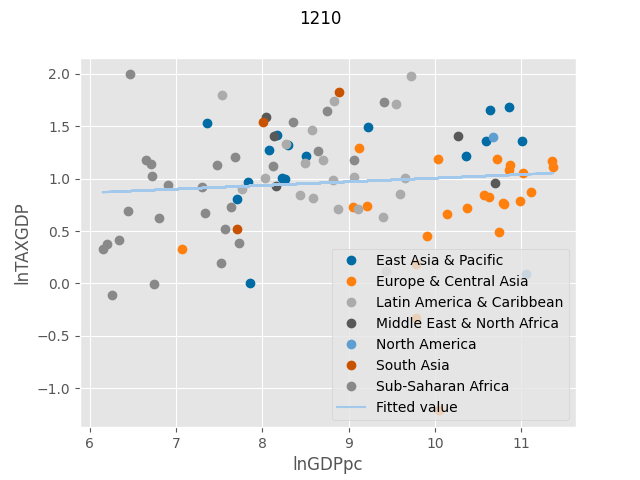 1210
lnTAXGDP
2.0
1.5
1.0
0.5
0.0
−0.5
−1.0
East Asia & Pacific
Europe & Central Asia
Latin America & Caribbean
Middle East & North Africa
North America
South Asia
Sub-Saharan Africa
Fitted value
6 7 8 9 10 11
lnGDPpc